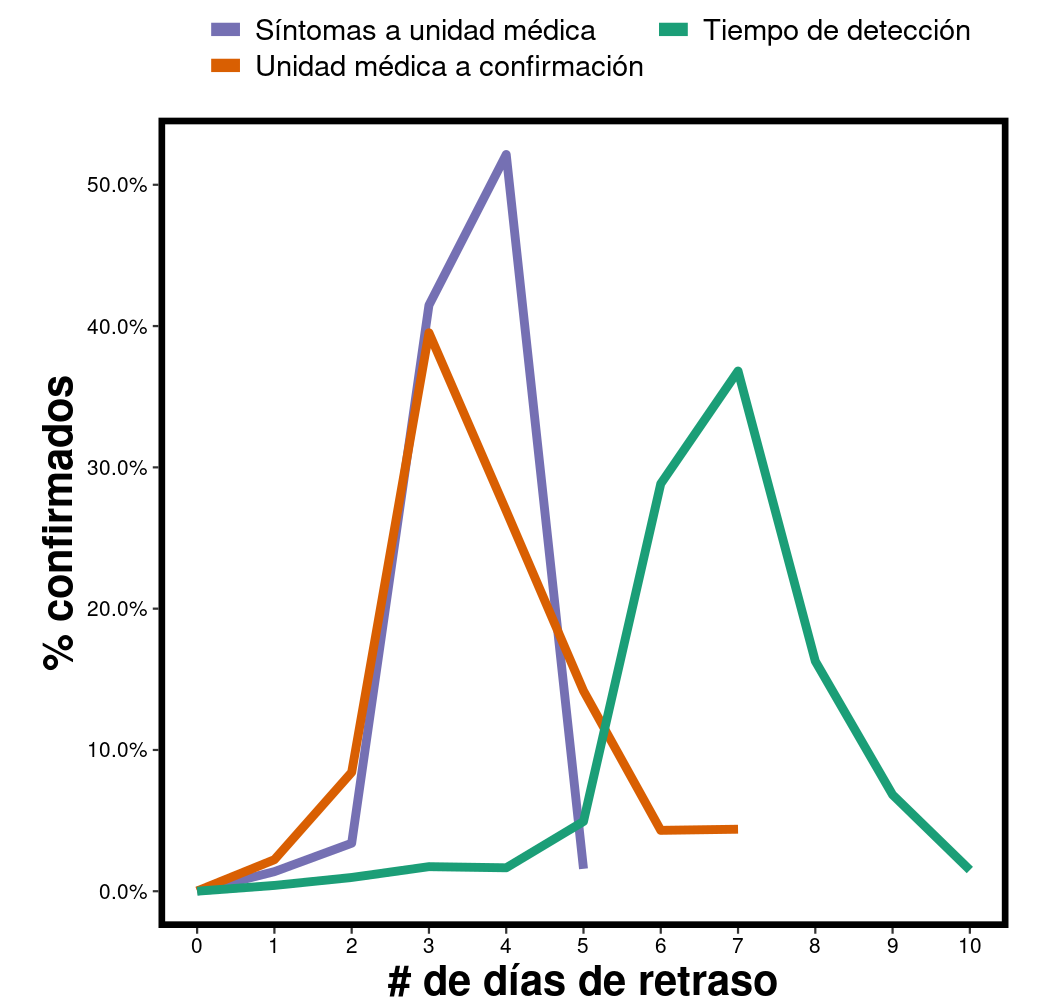 Síntomas a unidad médica
Tiempo de detección
Unidad médica a confirmación
% confirmados
50.0%
40.0%
30.0%
20.0%
10.0%
0.0%
0 1 2 3 4 5 6 7 8 9 10
# de días de retraso